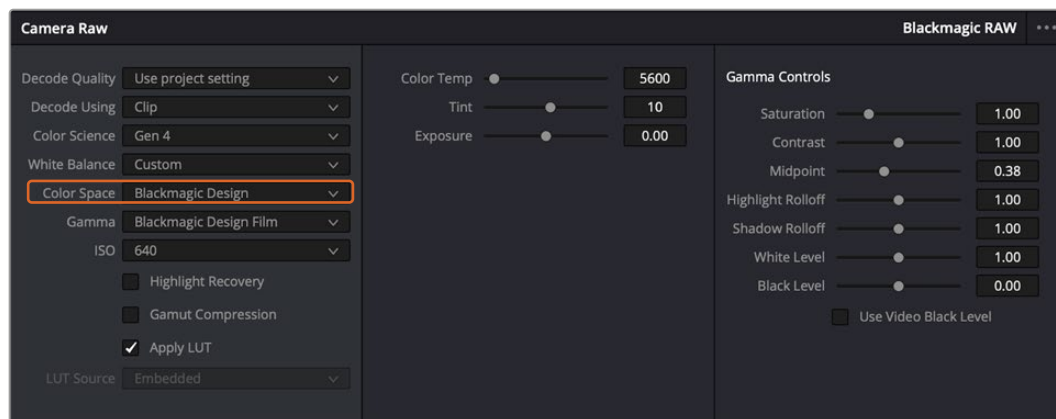 Camera Raw
Blackmagic RAW
Decode Quality Use project setting
Decode Using Clip
Color Science Gen 4
White Balance Custom
Color Space Blackmagic Design
Gamma Blackmagic Design Film
ISO 640
Highlight Recovery
Gamut Compression
Apply LUT
LUT Source Embedded
Color Temp 5600
Tint 10
Exposure 0.00
Gamma Controls
Saturation 1.00
Contrast 1.00
Midpoint 0.38
Highlight Rolloff 1.00
Shadow Rolloff 1.00
White Level 1.00
Black Level 0.00
Use Video Black Level